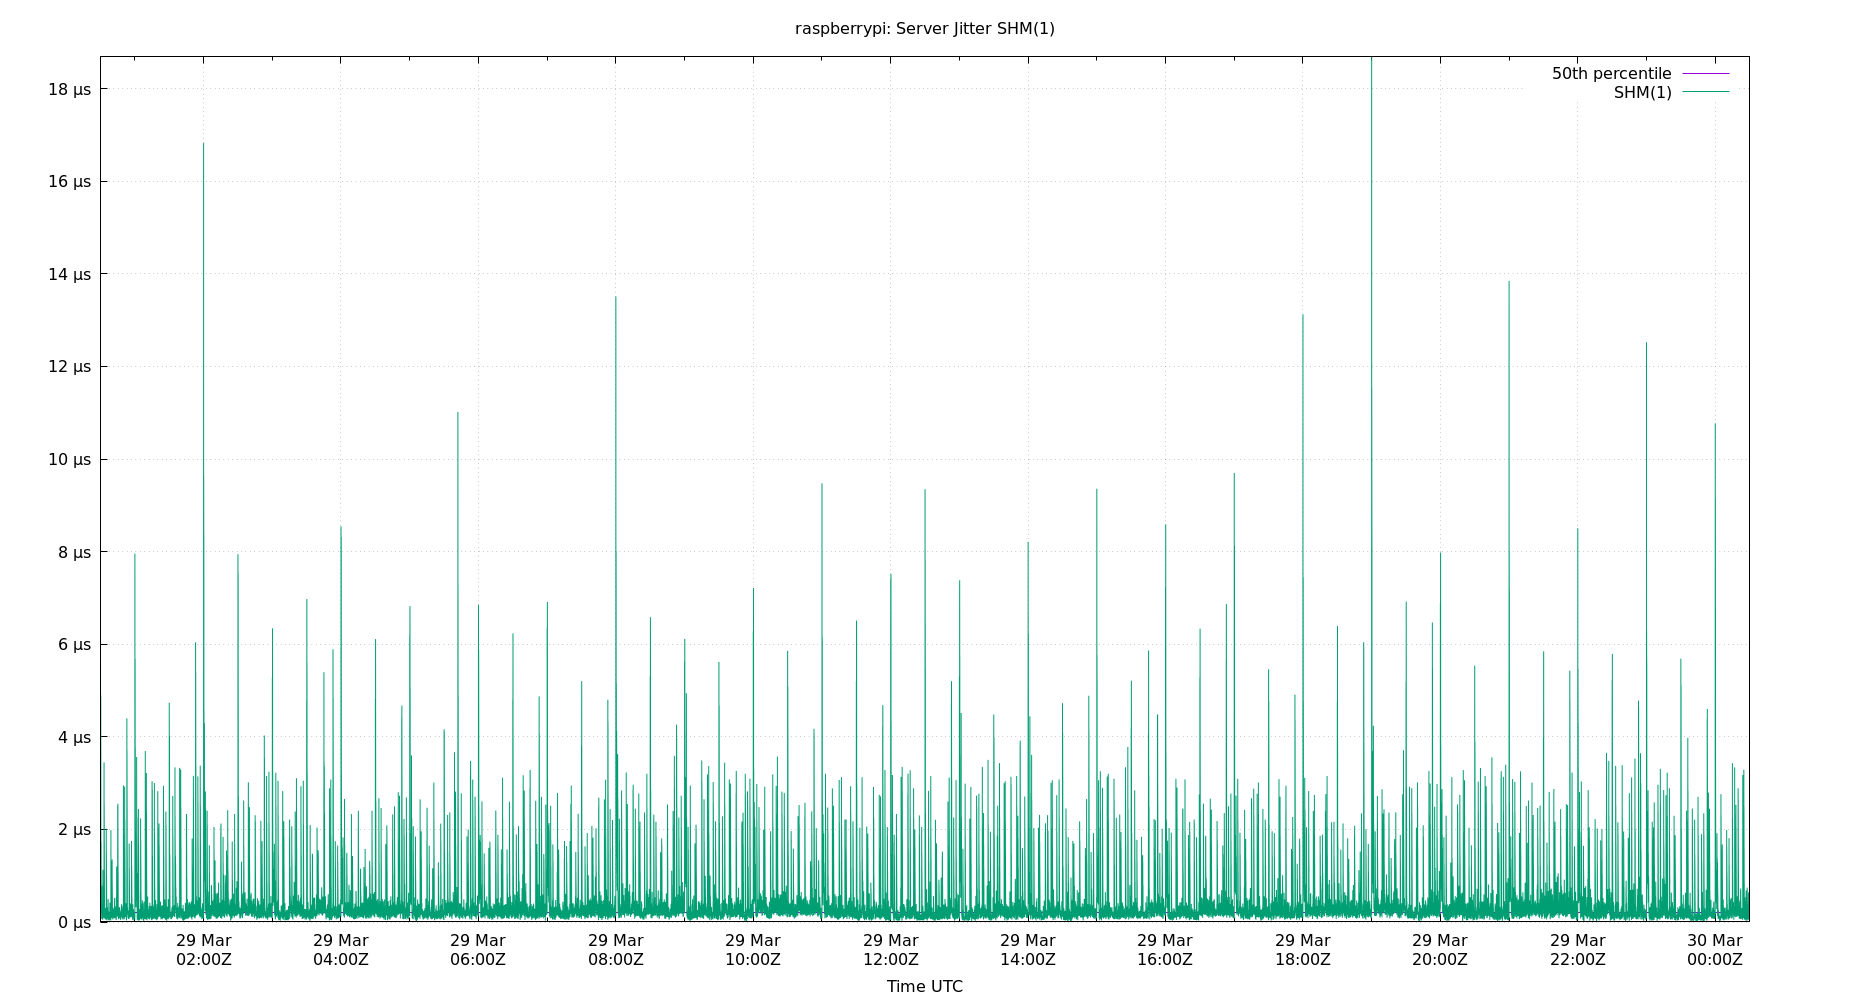 raspberrypi: Server Jitter SHM(1)
50th percentile
SHM(1)
18 µs
16 µs
14 µs
12 µs
10 µs
8 µs
6 µs
4 µs
2 µs
0 µs
29 Mar 29 Mar 29 Mar 29 Mar 29 Mar 29 Mar 29 Mar 29 Mar 29 Mar 29 Mar 29 Mar 30 Mar
02:00Z 04:00Z 06:00Z 08:00Z 10:00Z 12:00Z 14:00Z 16:00Z 18:00Z 20:00Z 22:00Z 00:00Z
Time UTC